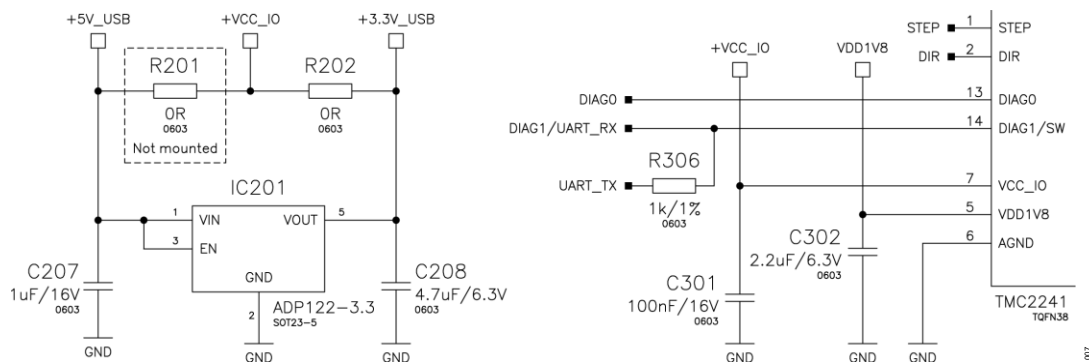 +5V_USB
+VCC_IO
+3.3V_USB
R201
R202
0R
0603
0R
0603
Not mounted
IC201
1
VIN
VOUT
5
3
EN
GND
2
C207
1uF/16V
0603
ADP122-3.3
SOT23-5
C208
4.7uF/6.3V
0603
GND
GND
GND
+VCC_IO
VDD1V8
STEP
1
STEP
DIR
2
DIR
DIAG0
13
DIAG0
DIAG1/UART_RX
14
DIAG1/SW
R306
UART_TX
1k/1%
0603
7
VCC_IO
5
VDD1V8
6
AGND
C302
2.2uF/6.3V
0603
C301
100nF/16V
0603
TMC2241
TQFN38
GND
GND
GND